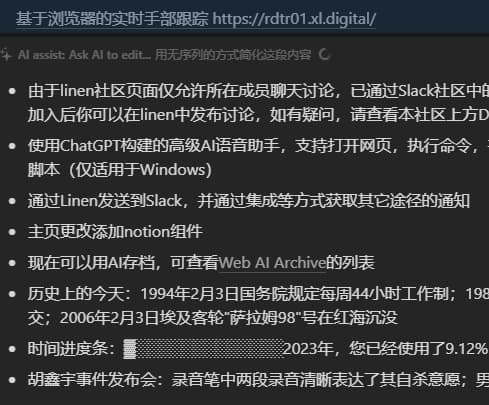 基于浏览器的实时手部跟踪 https://rdtr01.xl.digital/
AI assist: Ask AI to edit... 用无序列的方式简化这段内容
由于linen社区页面仅允许所在成员聊天讨论，已通过Slack社区中的
加入后你可以在linen中发布讨论，如有疑问，请查看本社区上方D
使用ChatGPT构建的高级AI语音助手，支持打开网页，执行命令，
脚本（仅适用于Windows）
通过Linen发送到Slack，并通过集成等方式获取其它途径的通知
主页更改添加notion组件
现在可以用AI存档，可查看Web AI Archive的列表
历史上的今天：1994年2月3日国务院规定每周44小时工作制；198
交；2006年2月3日埃及客轮"萨拉姆98"号在红海沉没
时间进度条：▓░░░░░░░░░░░░░░2023年，您已经使用了9.12%
胡鑫宇事件发布会：录音笔中两段录音清晰表达了其自杀意愿；男